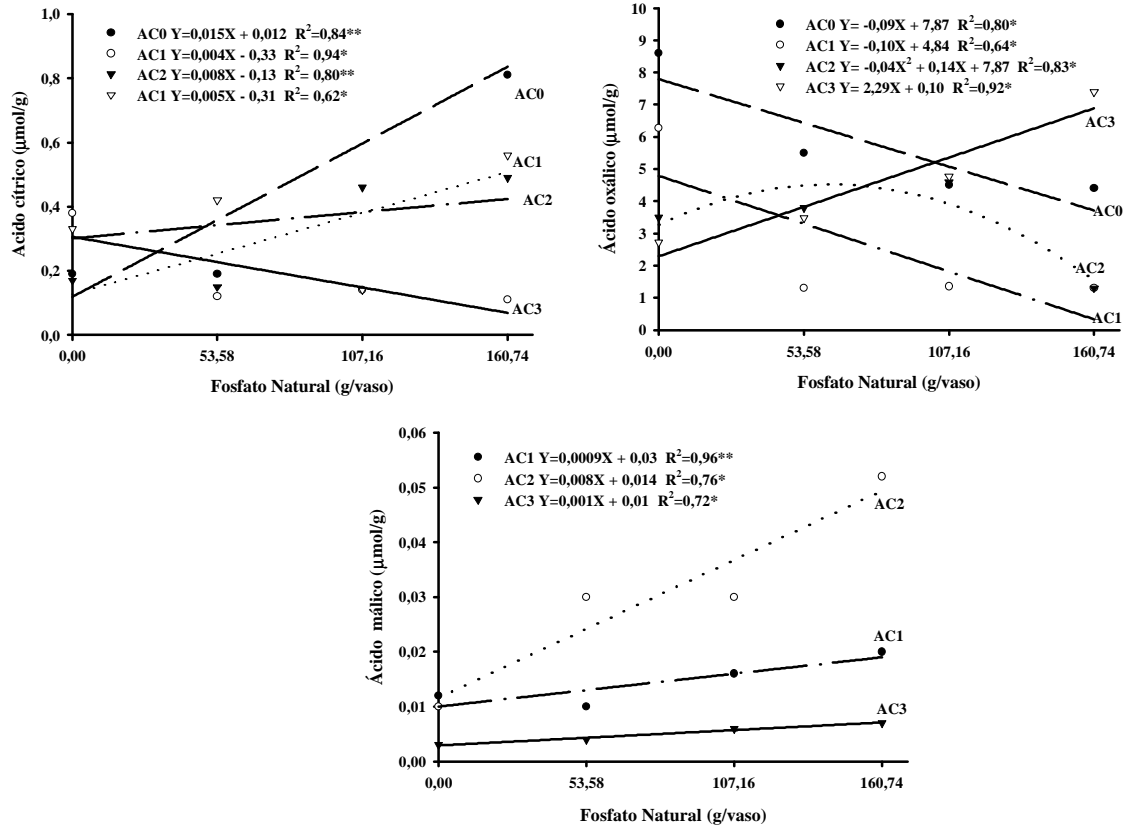 1,0
0,8
0,6
0,4
0,2
0,0
Ácido cítrico (µmol/g)
AC0 Y=0,015X + 0,012 R²=0,84**
AC1 Y=0,004X - 0,33 R²= 0,94*
AC2 Y=0,008X - 0,13 R²= 0,80**
AC1 Y=0,005X - 0,31 R²= 0,62*
AC0
AC1
AC2
AC3
0,00 53,58 107,16 160,74
Fosfato Natural (g/vaso)
10
9
8
7
6
5
4
3
2
1
0
Ácido oxálico (µmol/g)
AC0 Y= -0,09X + 7,87 R²=0,80*
AC1 Y= -0,10X + 4,84 R²=0,64*
AC2 Y= -0,04X² + 0,14X + 7,87 R²=0,83*
AC3 Y= 2,29X + 0,10 R²=0,92*
AC3
AC0
AC2
AC1
0,00 53,58 107,16 160,74
Fosfato Natural (g/vaso)
0,06
0,05
0,04
0,03
0,02
0,01
0,00
Ácido málico (µmol/g)
AC1 Y=0,0009X + 0,03 R²=0,96**
AC2 Y=0,008X + 0,014 R²=0,76*
AC3 Y=0,001X + 0,01 R²=0,72*
AC2
AC1
AC3
0,00 53,58 107,16 160,74
Fosfato Natural (g/vaso)